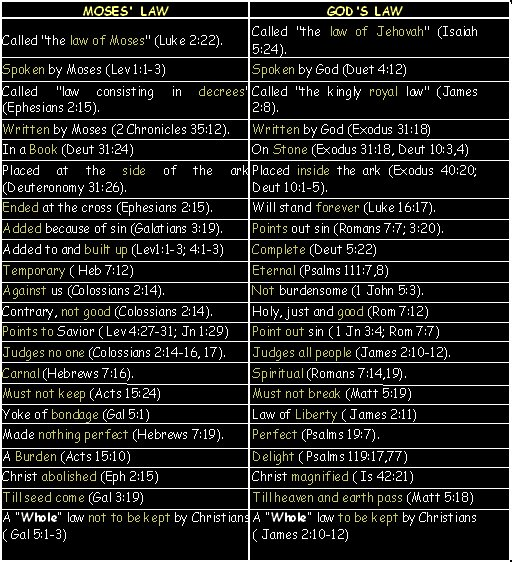 MOSES' LAW GOD'S LAW
Called "the law of Moses" (Luke 2:22). Called "the law of Jehovah" (Isaiah
5:24).
Spoken by Moses (Lev 1:1-3) Spoken by God (Duet 4:12)
Called "law consisting in decrees" Called "the kingly royal law" (James
(Ephesians 2:15). 2:8).
Written by Moses (2 Chronicles 35:12). Written by God (Exodus 31:18)
In a Book (Deut 31:24) On Stone (Exodus 31:18, Deut 10:3,4)
Placed at the side of the ark Placed inside the ark (Exodus 40:20;
(Deuteronomy 31:26). Deut 10:1-5).
Ended at the cross (Ephesians 2:15). Will stand forever (Luke 16:17).
Added because of sin (Galatians 3:19). Points out sin (Romans 7:7; 3:20).
Added to and built up (Lev1:1-3; 4:1-3) Complete (Deut 5:22)
Temporary ( Heb 7:12) Eternal (Psalms 111:7,8)
Against us (Colossians 2:14). Not burdensome (1 John 5:3).
Contrary, not good (Colossians 2:14). Holy, just and good (Rom 7:12)
Points to Savior ( Lev 4:27-31; Jn 1:29) Point out sin ( 1 Jn 3:4; Rom 7:7)
Judges no one (Colossians 2:14-16, 17). Judges all people (James 2:10-12).
Carnal (Hebrews 7:16). Spiritual (Romans 7:14,19).
Must not keep (Acts 15:24) Must not break (Matt 5:19)
Yoke of bondage (Gal 5:1) Law of Liberty ( James 2:11)
Made nothing perfect (Hebrews 7:19). Perfect (Psalms 19:7).
A Burden (Acts 15:10) Delight ( Psalms 119:17,77)
Christ abolished (Eph 2:15) Christ magnified ( Is 42:21)
Till seed come (Gal 3:19) Till heaven and earth pass (Matt 5:18)
A "Whole" law not to be kept by Christians A "Whole" law to be kept by Christians
( Gal 5:1-3) ( James 2:10-12)